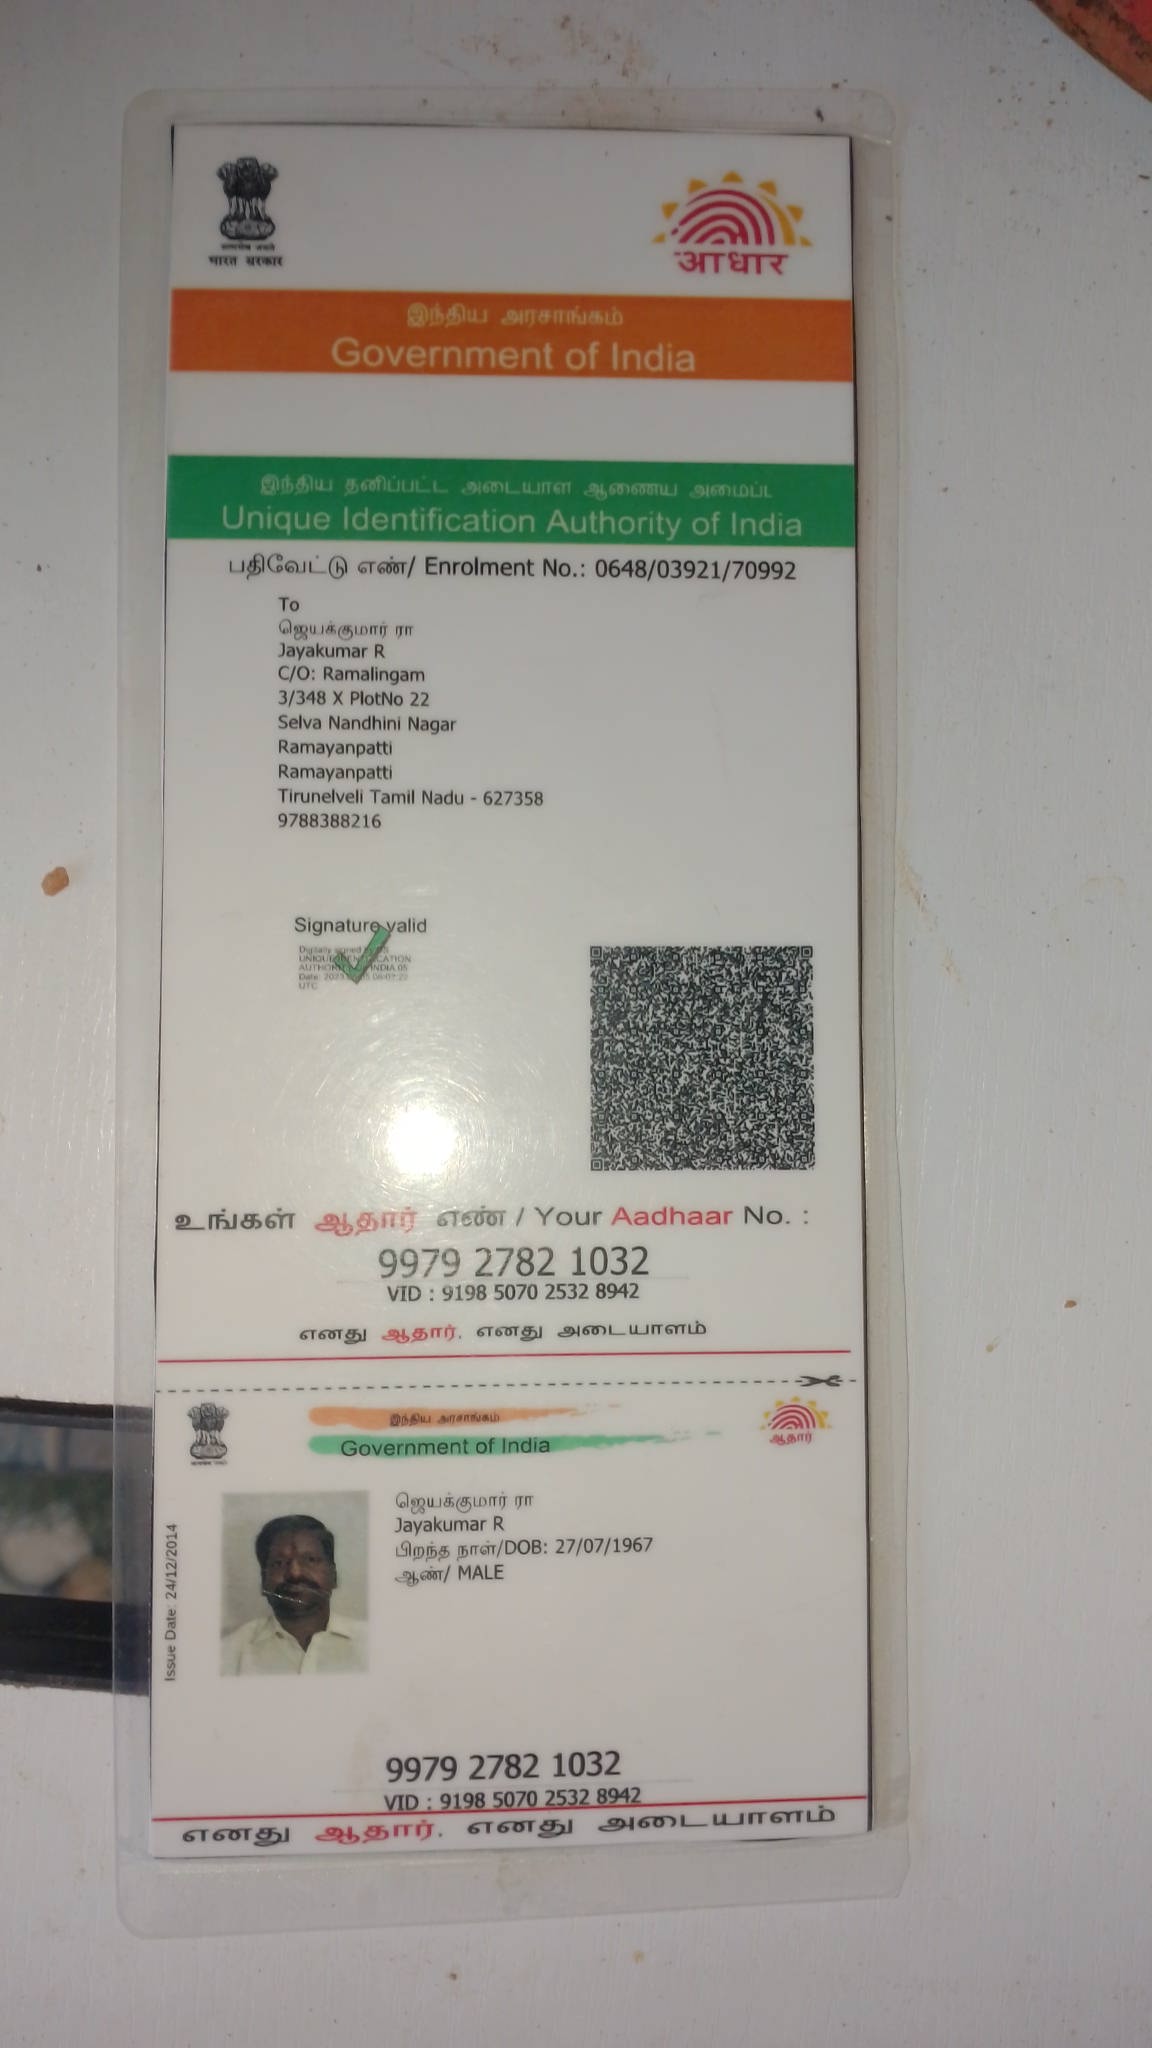 भारत सरकार
आधार
இந்திய அரசாங்கம்
Government of India
இந்திய தனிப்பட்ட அடையாள ஆணைய அமைப்ட
Unique Identification Authority of India
பதிவேட்டு எண்/ Enrolment No.: 0648/03921/70992
To
ஜெயக்குமார் ரா
Jayakumar R
C/O: Ramalingam
3/348 X PlotNo 22
Selva Nandhini Nagar
Ramayanpatti
Ramayanpatti
Tirunelveli Tamil Nadu - 627358
9788388216
Signature valid
Digitally signed
UTC
உங்கள் ஆதார் எண் / Your Aadhaar No. :
9979 2782 1032
VID : 9198 5070 2532 8942
எனது ஆதார். எனது அடையாளம்
இந்திய அரசாங்கம்
Government of India
ஆதார்
Issue Date: 24/12/2014
ஜெயக்குமார் ரா
Jayakumar R
பிறந்த நாள்/DOB: 27/07/1967
ஆண்/ MALE
9979 2782 1032
VID : 9198 5070 2532 8942
எனது ஆதார். எனது அடையாளம்